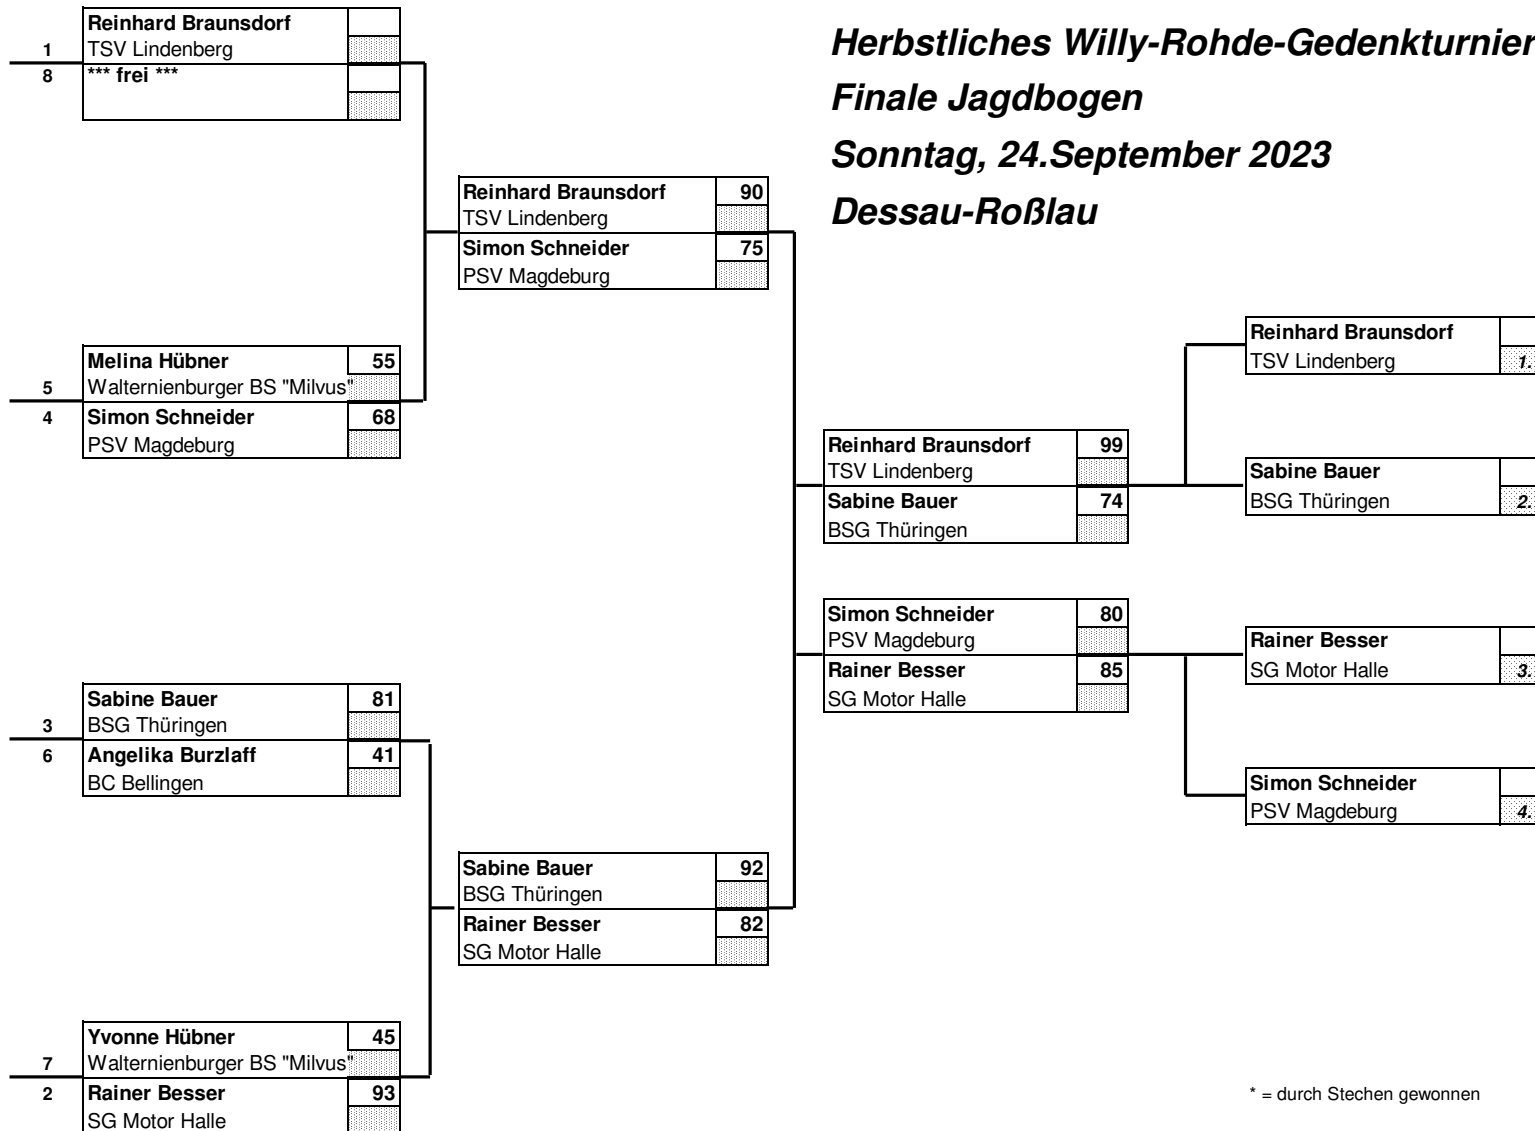 Herbstliches Willy-Rohde-Gedenkturnier
Finale Jagdbogen
Sonntag, 24.September 2023
Dessau-Roßlau
Reinhard Braunsdorf
1 TSV Lindenberg
8 *** frei ***
Melina Hübner 55
5 Walternienburger BS "Milvus"
4 Simon Schneider 68
PSV Magdeburg
Sabine Bauer 81
3 BSG Thüringen
6 Angelika Burzlaff 41
BC Bellingen
Yvonne Hübner 45
7 Walternienburger BS "Milvus"
2 Rainer Besser 93
SG Motor Halle
Reinhard Braunsdorf 90
TSV Lindenberg
Simon Schneider 75
PSV Magdeburg
Sabine Bauer 92
BSG Thüringen
Rainer Besser 82
SG Motor Halle
Reinhard Braunsdorf 99
TSV Lindenberg
Sabine Bauer 74
BSG Thüringen
Simon Schneider 80
PSV Magdeburg
Rainer Besser 85
SG Motor Halle
Reinhard Braunsdorf
TSV Lindenberg 1.
Sabine Bauer
BSG Thüringen 2.
Rainer Besser
SG Motor Halle 3.
Simon Schneider
PSV Magdeburg 4.
* = durch Stechen gewonnen